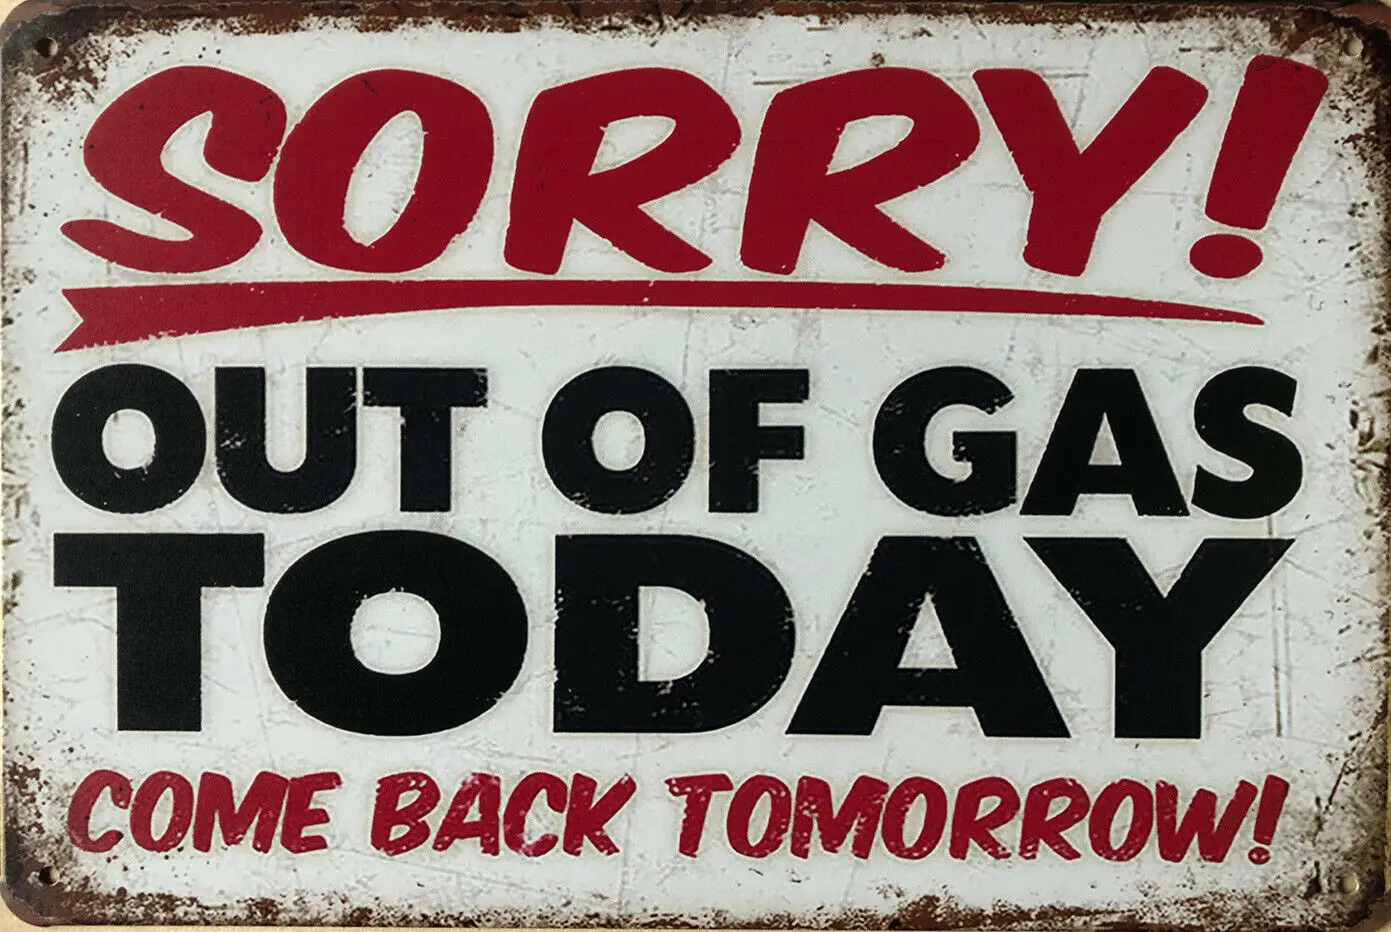 SORRY!
OUT OF GAS
TODAY
COME BACK TOMORROW!